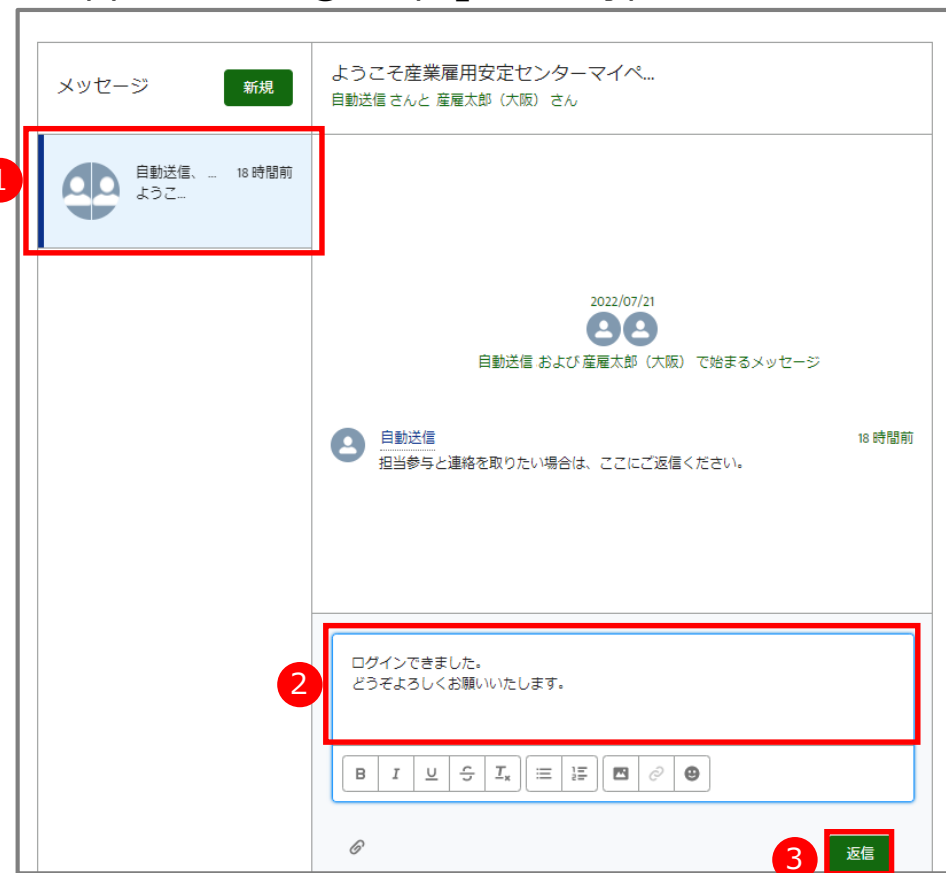 メッセージ
新規
ようこそ産業雇用安定センターマイペ...
自動送信 さんと 産雇太郎（大阪） さん
1
自動送信、 ... 18 時間前
ようこ...
2022/07/21
自動送信 および 産雇太郎（大阪） で始まるメッセージ
自動送信
18 時間前
担当参与と連絡を取りたい場合は、ここにご返信ください。
2
ログインできました。
どうぞよろしくお願いいたします。
B I U S Tx
3
返信